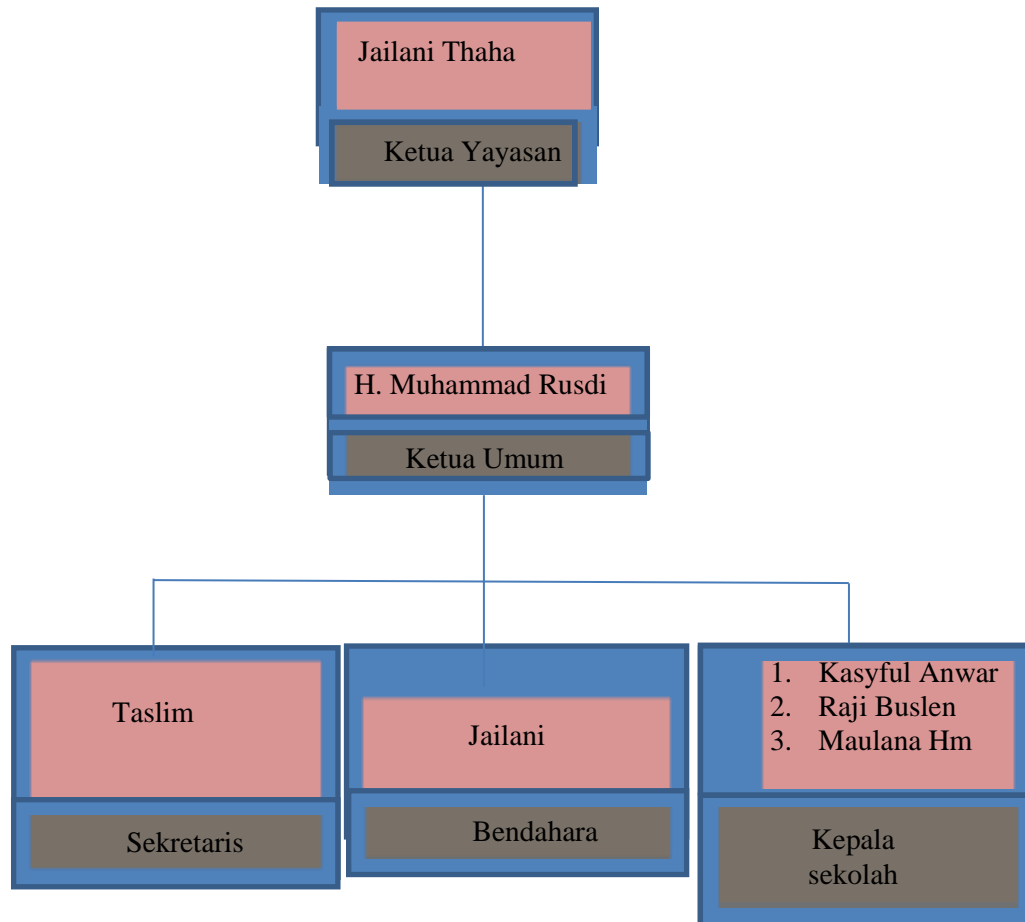 Jailani Thaha
Ketua Yayasan
H. Muhammad Rusdi
Ketua Umum
Taslim
Sekretaris
Jailani
Bendahara
1. Kasyful Anwar
2. Raji Buslen
3. Maulana Hm
Kepala
sekolah